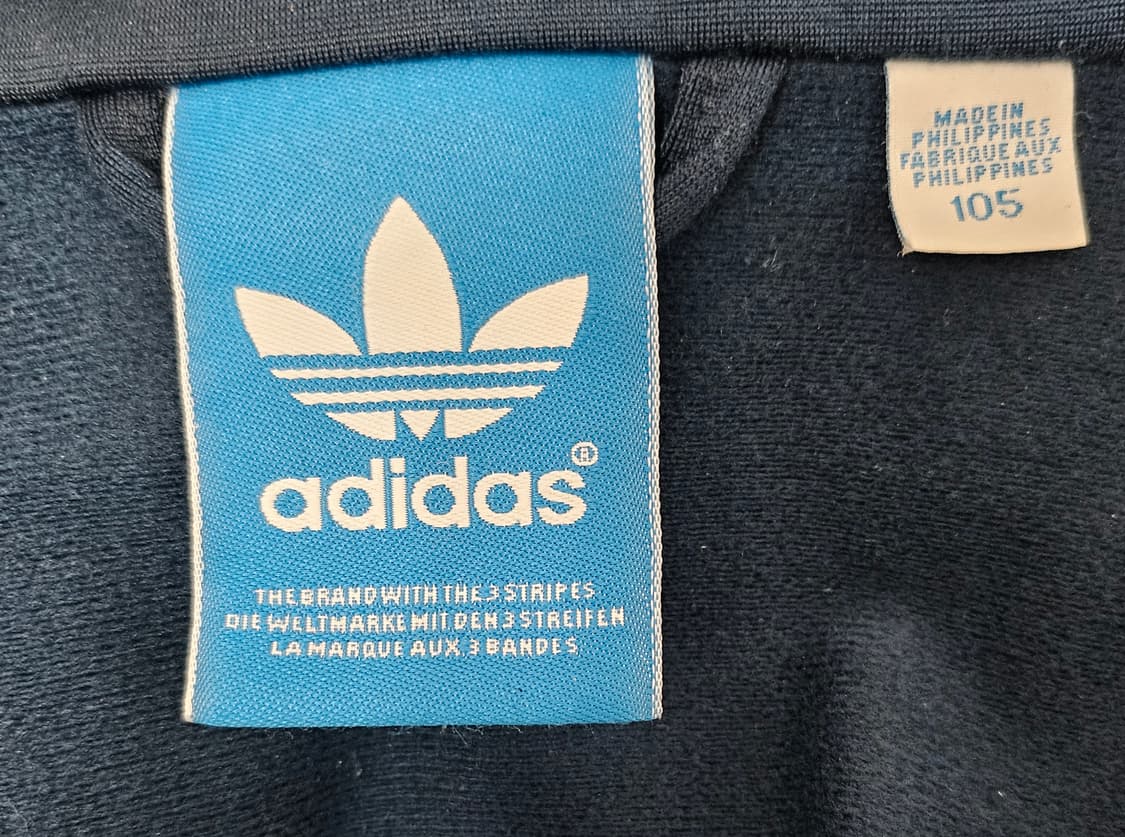 adidas®
THE BRAND WITH THE 3 STRIPES
DIE WELTMARKE MIT DEN 3 STREIFEN
LA MARQUE AUX 3 BANDES
MADE IN
PHILIPPINES
FABRIQUE AUX
PHILIPPINES
105